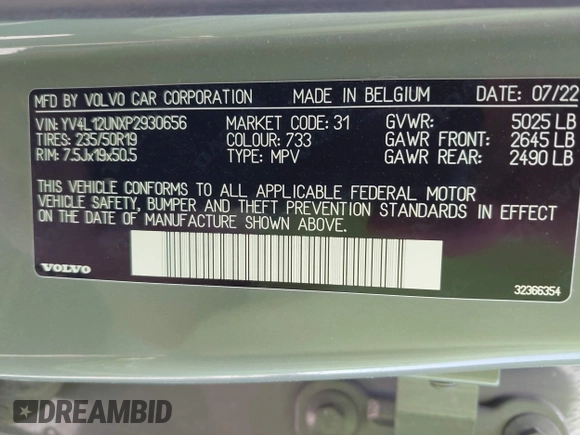 MFD BY VOLVO CAR CORPORATION MADE IN BELGIUM DATE: 07/22
VIN: YV4L12UNXP2930656 MARKET CODE: 31 GVWR: 5025 LB
TIRES: 235/50R19 COLOUR: 733 GAWR FRONT: 2645 LB
RIM: 7.5Jx19x50.5 TYPE: MPV GAWR REAR: 2490 LB
THIS VEHICLE CONFORMS TO ALL APPLICABLE FEDERAL MOTOR
VEHICLE SAFETY, BUMPER AND THEFT PREVENTION STANDARDS IN EFFECT
ON THE DATE OF MANUFACTURE SHOWN ABOVE.
VOLVO
32366354
DREAMBID